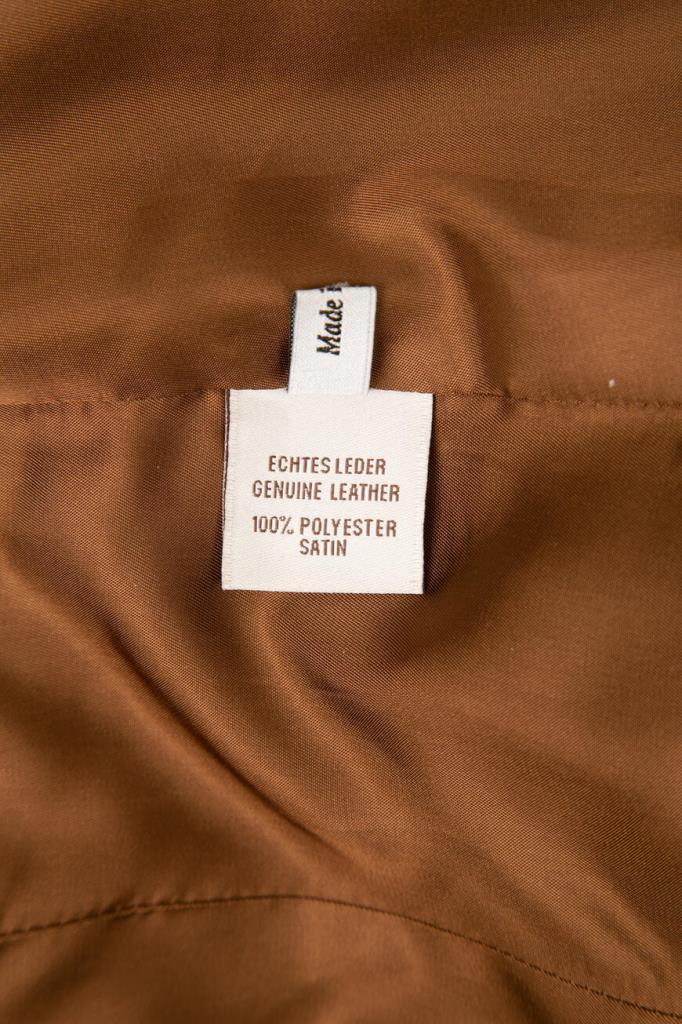 Made
ECHTES LEDER
GENUINE LEATHER
100% POLYESTER
SATIN